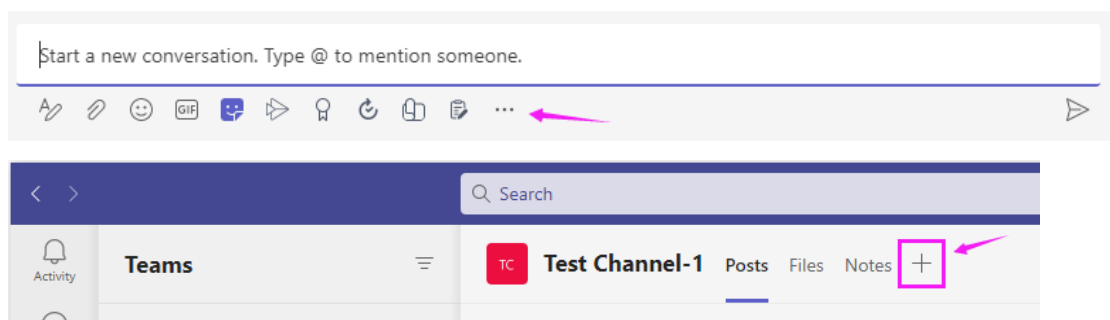 Start a new conversation. Type @ to mention someone.
GIF
Search
Activity
Teams
TC Test Channel-1 Posts Files Notes